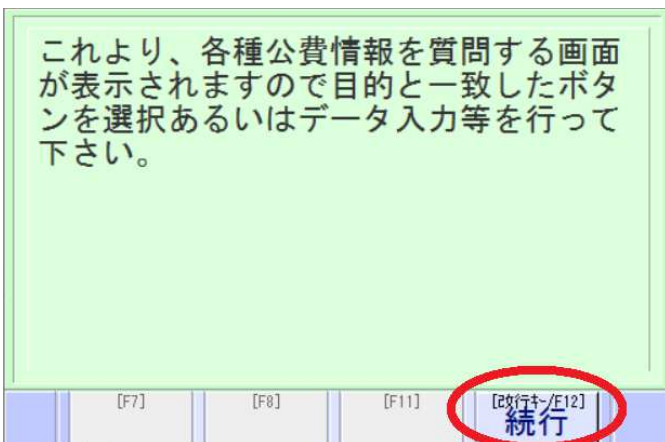 これより、各種公費情報を質問する画面
が表示されますので目的と一致したボタ
ンを選択あるいはデータ入力等を行って
下さい。
[F7]
[F8]
[F11]
[改行キー/F12]
続行